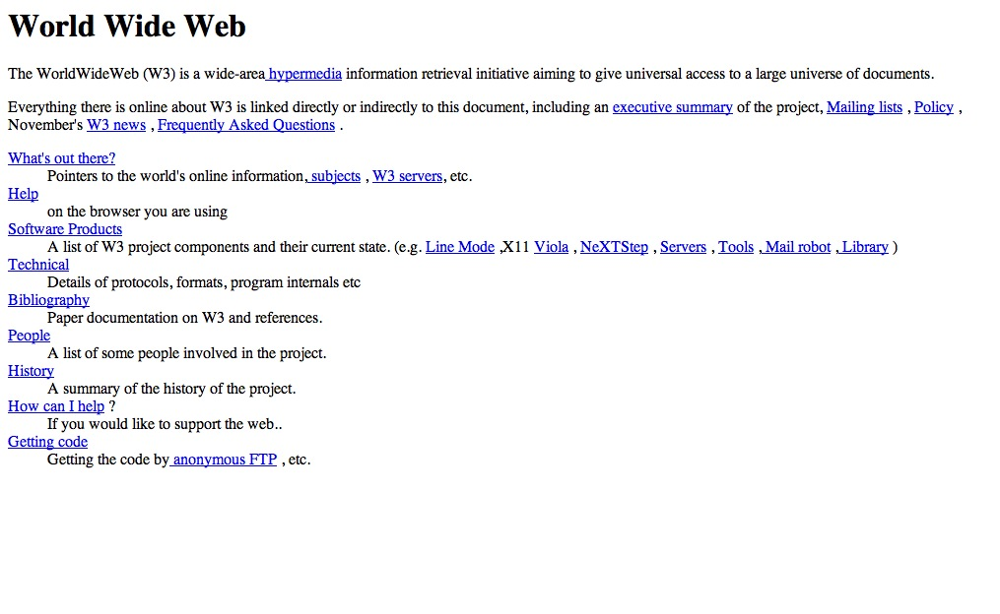 World Wide Web
The WorldWideWeb (W3) is a wide-area hypermedia information retrieval initiative aiming to give universal access to a large universe of documents.
Everything there is online about W3 is linked directly or indirectly to this document, including an executive summary of the project, Mailing lists , Policy ,
November's W3 news , Frequently Asked Questions .
What's out there?
Pointers to the world's online information, subjects , W3 servers, etc.
Help
on the browser you are using
Software Products
A list of W3 project components and their current state. (e.g. Line Mode ,X11 Viola , NeXTStep , Servers , Tools , Mail robot , Library )
Technical
Details of protocols, formats, program internals etc
Bibliography
Paper documentation on W3 and references.
People
A list of some people involved in the project.
History
A summary of the history of the project.
How can I help ?
If you would like to support the web..
Getting code
Getting the code by anonymous FTP , etc.